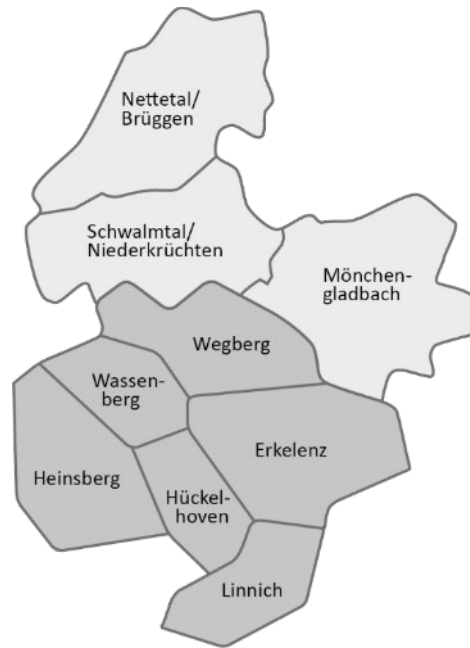 Nettetal/
Brüggen
Schwalmtal/
Niederkrüchten
Mönchen-
gladbach
Wegberg
Wassen-
berg
Erkelenz
Heinsberg
Hückel-
hoven
Linnich